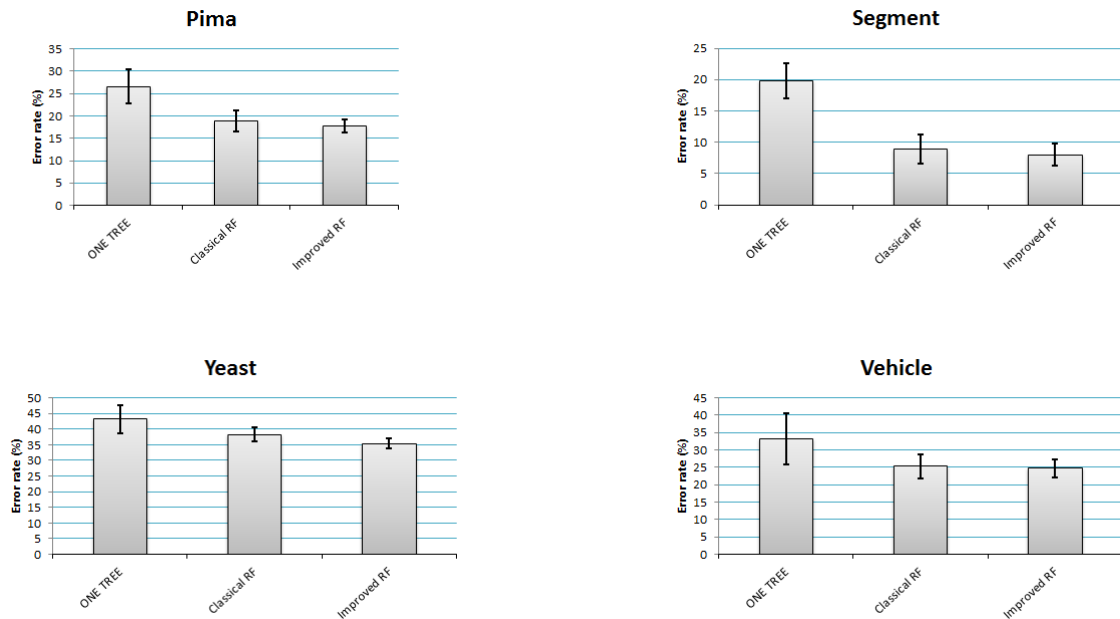 Pima
Error rate (%)
35
30
25
20
15
10
5
0
ONE TREE
Classical RF
Improved RF
Segment
Error rate (%)
25
20
15
10
5
0
ONE TREE
Classical RF
Improved RF
Yeast
Error rate (%)
50
45
40
35
30
25
20
15
10
5
0
ONE TREE
Classical RF
Improved RF
Vehicle
Error rate (%)
45
40
35
30
25
20
15
10
5
0
ONE TREE
Classical RF
Improved RF